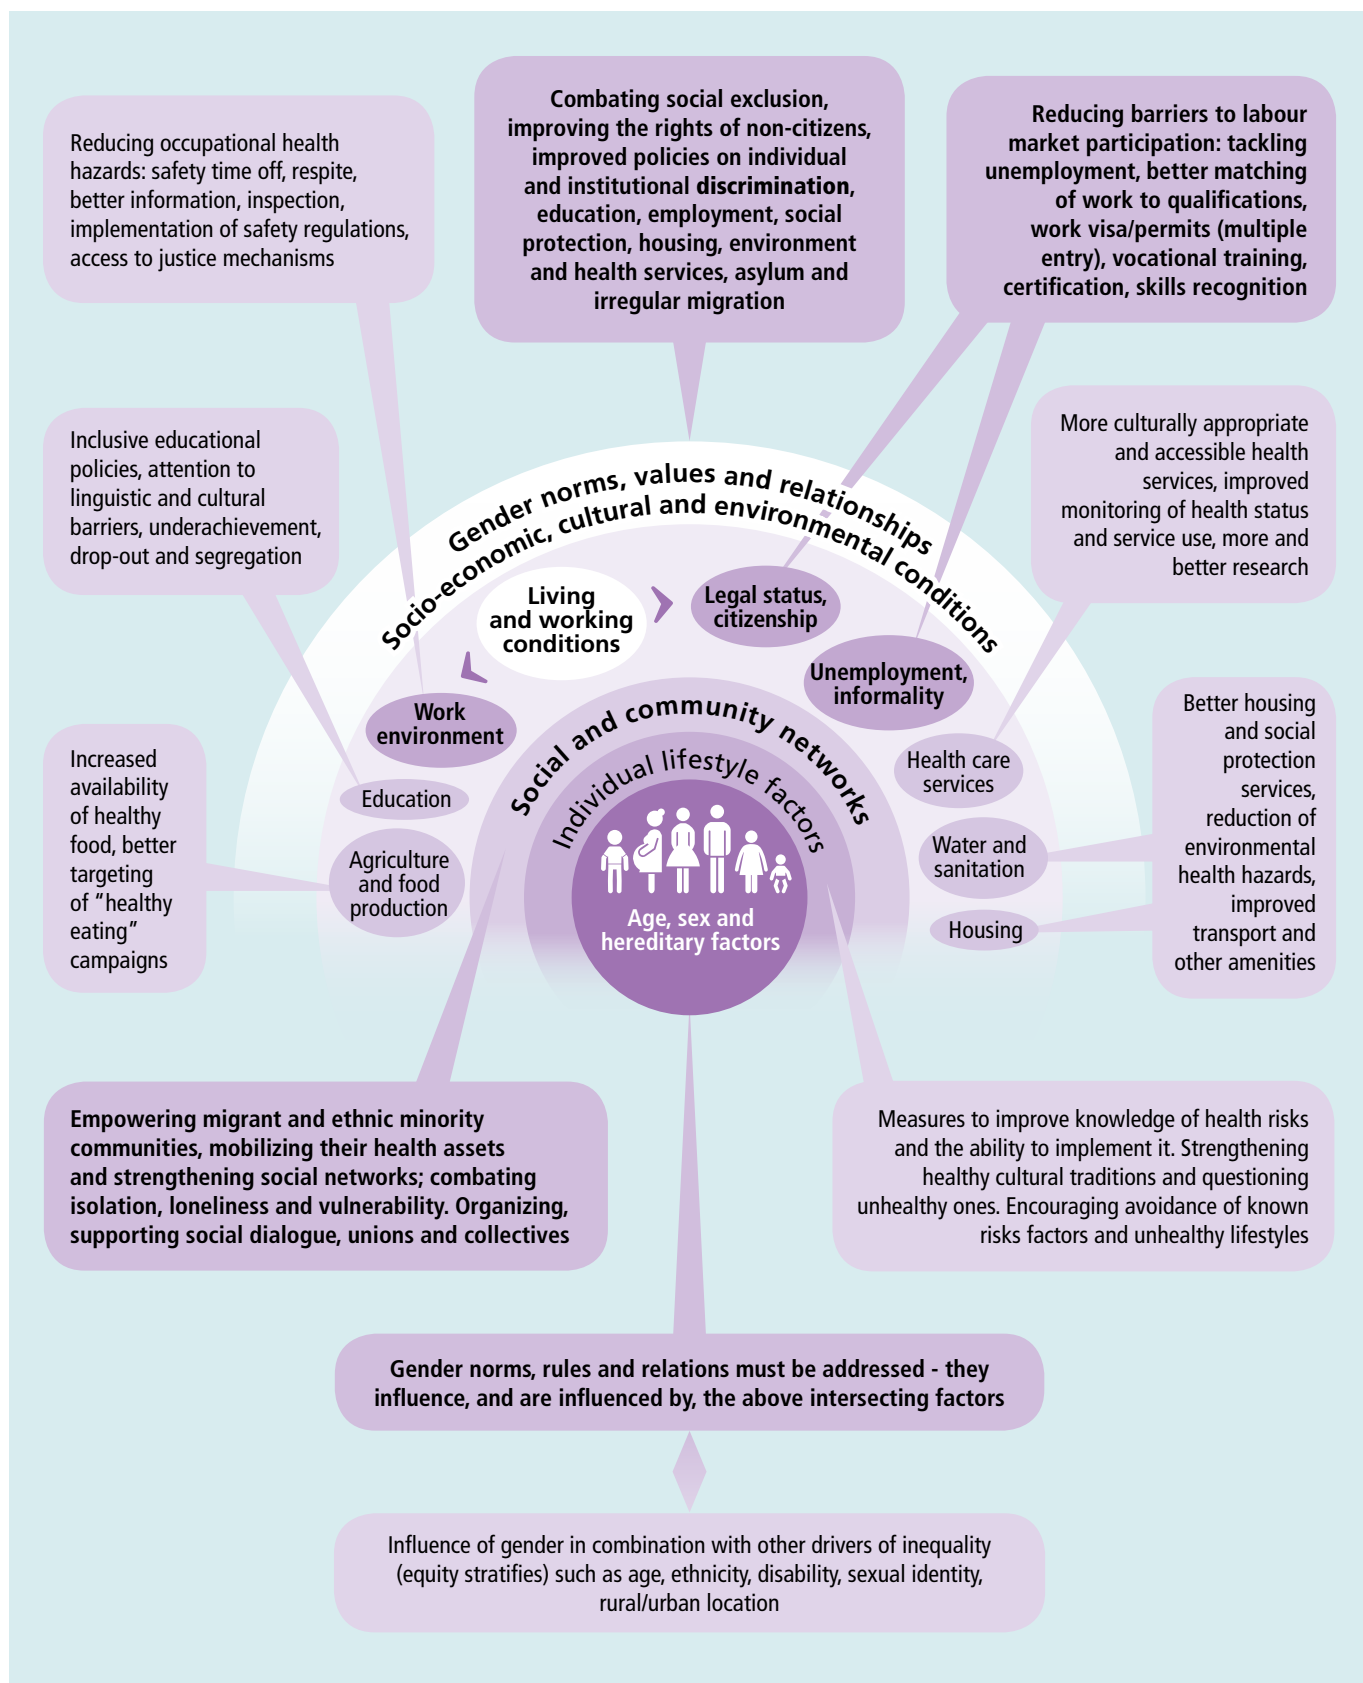 Combating social exclusion,
improving the rights of non-citizens,
improved policies on individual
and institutional discrimination,
education, employment, social
protection, housing, environment
and health services, asylum and
irregular migration
Reducing barriers to labour
market participation: tackling
unemployment, better matching
of work to qualifications,
work visa/permits (multiple
entry), vocational training,
certification, skills recognition
Reducing occupational health
hazards: safety time off, respite,
better information, inspection,
implementation of safety regulations,
access to justice mechanisms
Inclusive educational
policies, attention to
linguistic and cultural
barriers, underachievement,
drop-out and segregation
More culturally appropriate
and accessible health
services, improved
monitoring of health status
and service use, more and
better research
Gender norms, values and relationships
Socio-economic, cultural and environmental conditions
Living
and working
conditions
Legal status,
citizenship
Unemployment,
informality
Work
environment
Social and community networks
Individual lifestyle factors
Health care
services
Education
Water and
sanitation
Agriculture
and food
production
Housing
Age, sex and
hereditary factors
Increased
availability
of healthy
food, better
targeting
of "healthy
eating"
campaigns
Better housing
and social
protection
services,
reduction of
environmental
health hazards,
improved
transport and
other amenities
Empowering migrant and ethnic minority
communities, mobilizing their health assets
and strengthening social networks; combating
isolation, loneliness and vulnerability. Organizing,
supporting social dialogue, unions and collectives
Measures to improve knowledge of health risks
and the ability to implement it. Strengthening
healthy cultural traditions and questioning
unhealthy ones. Encouraging avoidance of known
risks factors and unhealthy lifestyles
Gender norms, rules and relations must be addressed - they
influence, and are influenced by, the above intersecting factors
Influence of gender in combination with other drivers of inequality
(equity stratifies) such as age, ethnicity, disability, sexual identity,
rural/urban location